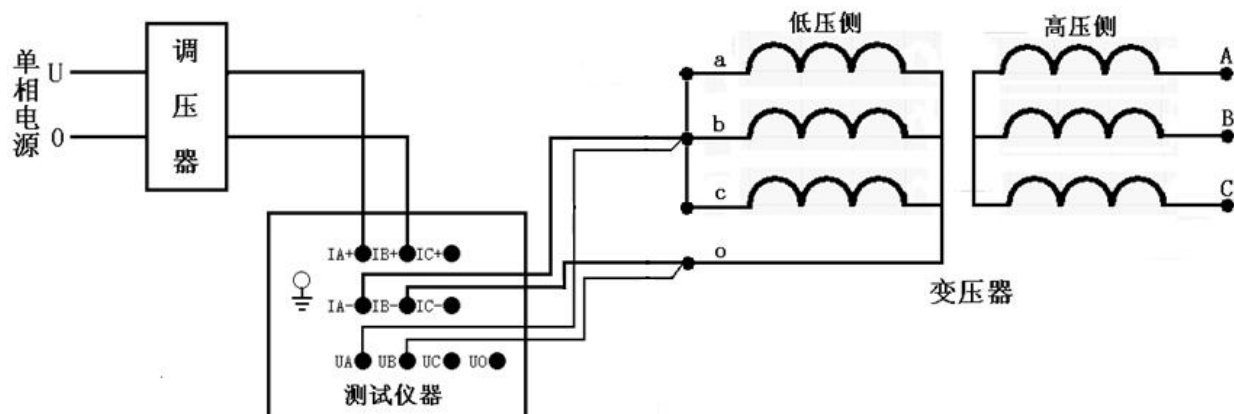 单相电源
U
0
调压器
低压侧
高压侧
a
A
b
B
c
C
o
变压器
IA+ IB+ IC+
IA- IB- IC-
UA UB UC UO
测试仪器